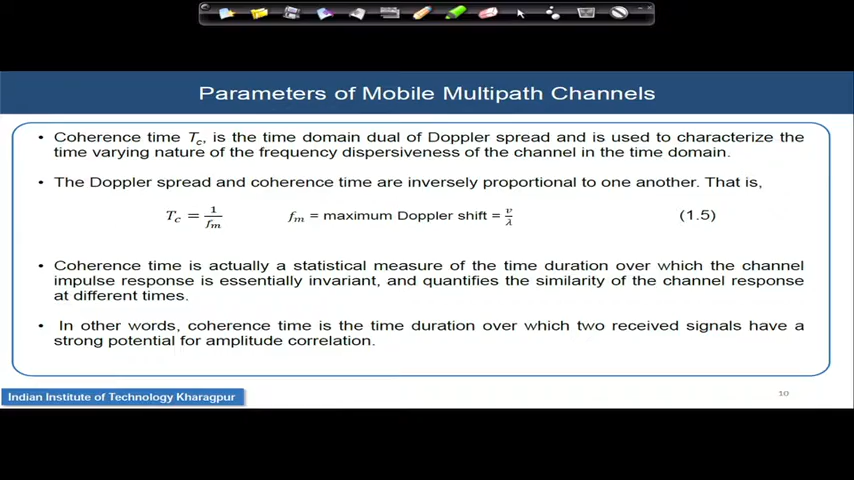 Parameters of Mobile Multipath Channels
• Coherence time Tc, is the time domain dual of Doppler spread and is used to characterize the
time varying nature of the frequency dispersiveness of the channel in the time domain.
• The Doppler spread and coherence time are inversely proportional to one another. That is,
Tc = 1/fm   fm = maximum Doppler shift = v/λ   (1.5)
• Coherence time is actually a statistical measure of the time duration over which the channel
impulse response is essentially invariant, and quantifies the similarity of the channel response
at different times.
• In other words, coherence time is the time duration over which two received signals have a
strong potential for amplitude correlation.
Indian Institute of Technology Kharagpur
10